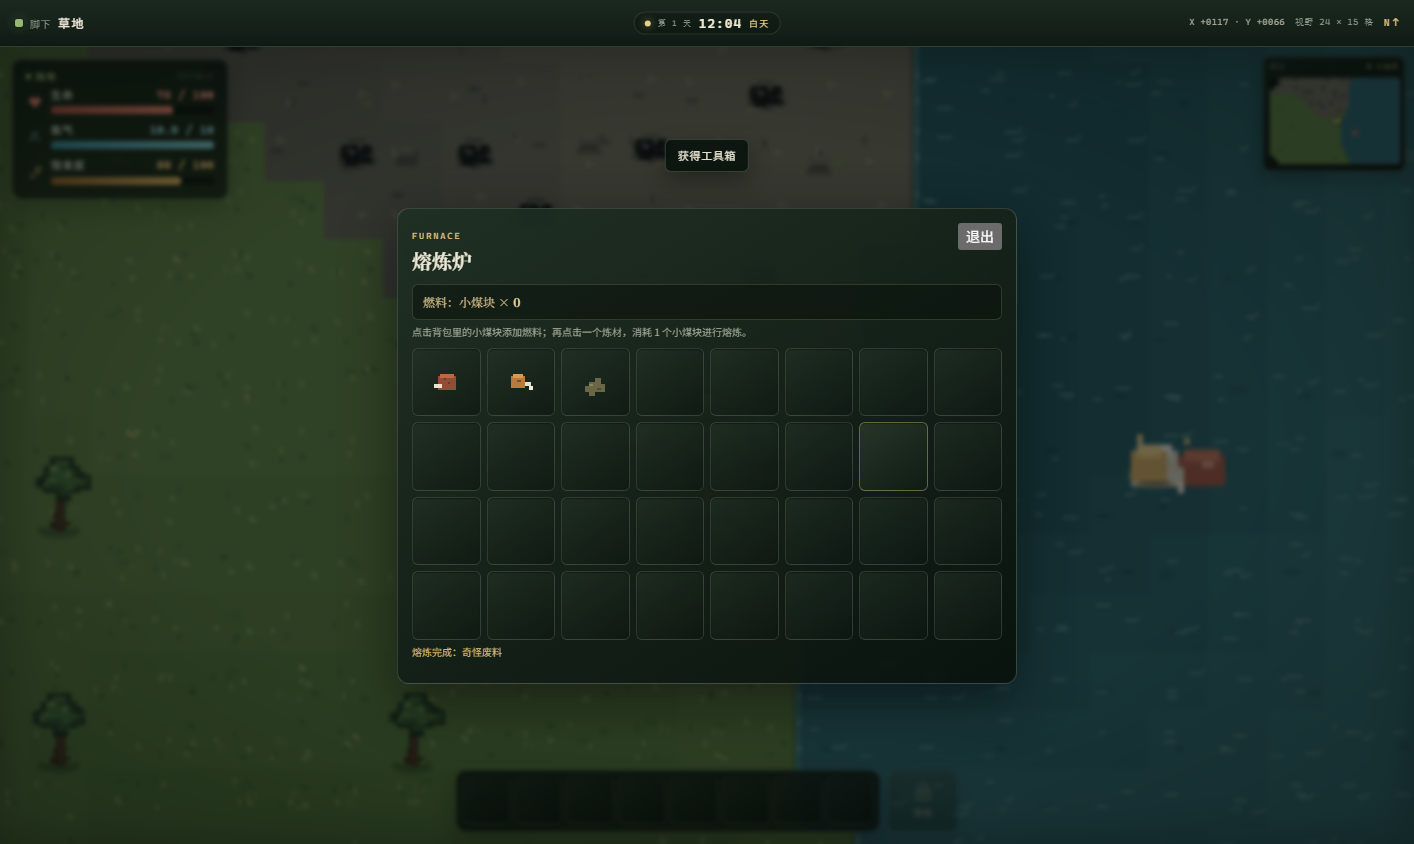 脚下 草地
第 1 天 12:04 白天
X +0117 · Y +0066 视野 24 × 15 格 N↑
获得工具箱
FURNACE
退出
熔炼炉
燃料：小煤块 × 0
点击背包里的小煤块添加燃料；再点击一个炼材，消耗 1 个小煤块进行熔炼。
熔炼完成：奇怪废料